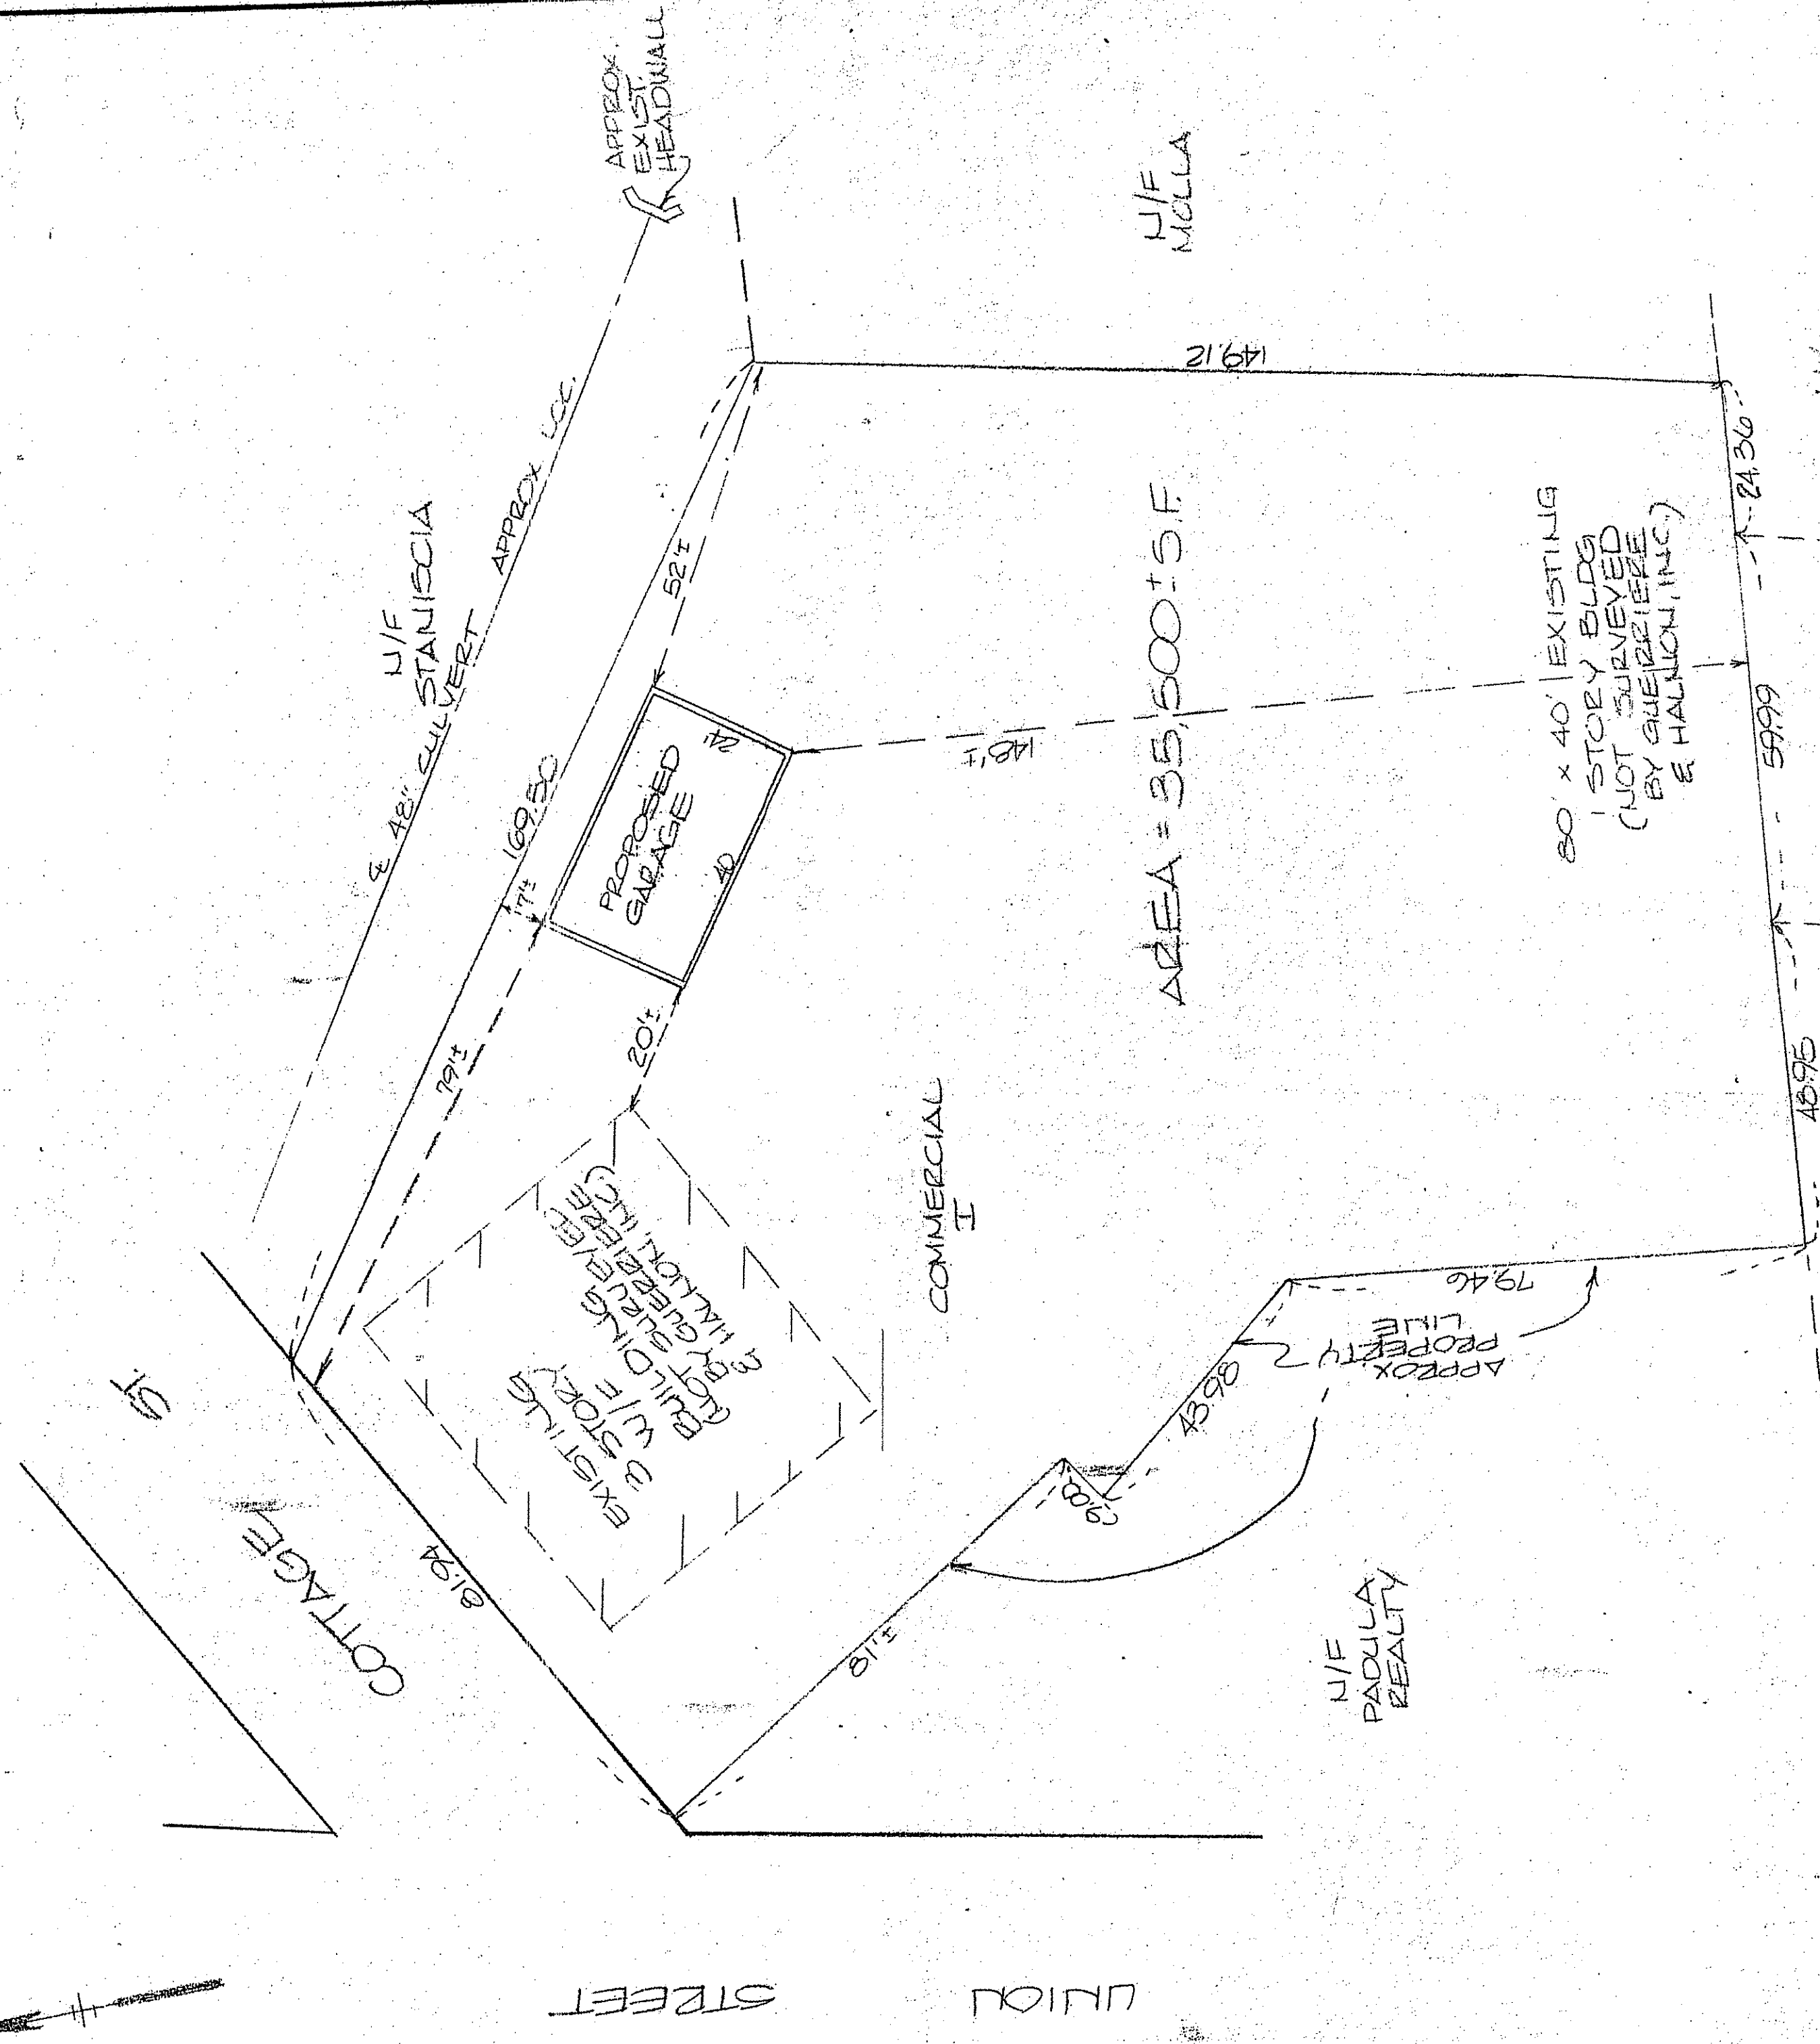 APPROX.
EXIST.
HEADWALL
N/F
MOLLA
N/F
STANISCIA
℄ 48" CULVERT APPROX LOC.
169.50
52'±
149.12
17'±
PROPOSED
GARAGE
24'
40
148'±
79'±
20'±
AREA = 35,500± S.F.
80' x 40' EXISTING
1 STORY BLDG
(NOT SURVEYED
BY GUERRIERE
& HALNON, INC.)
24.36
59.99
48.95
ST.
COTTAGE
81.94
EXISTING
3 STORY
W/F
BUILDING
(NOT SURVEYED
BY GUERRIERE
& HALNON, INC.)
COMMERCIAL
I
79.46
APPROX
PROPERTY
LINE
43.98
9.00
81'±
N/F
PADULA
REALTY
UNION STREET